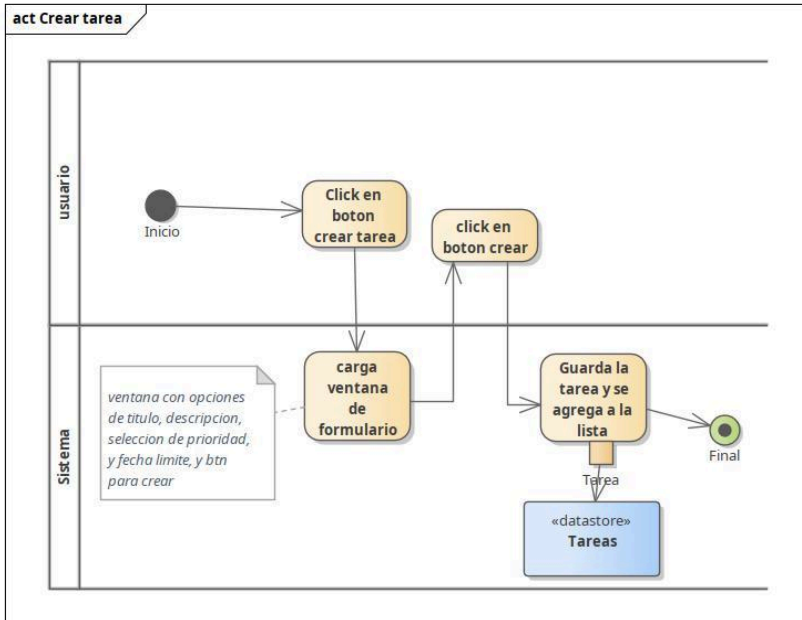 act Crear tarea
usuario
Inicio
Click en
boton
crear tarea
click en
boton crear
Sistema
ventana con opciones
de titulo, descripcion,
seleccion de prioridad,
y fecha limite, y btn
para crear
carga
ventana
de
formulario
Guarda la
tarea y se
agrega a la
lista
Tarea
Final
«datastore»
Tareas